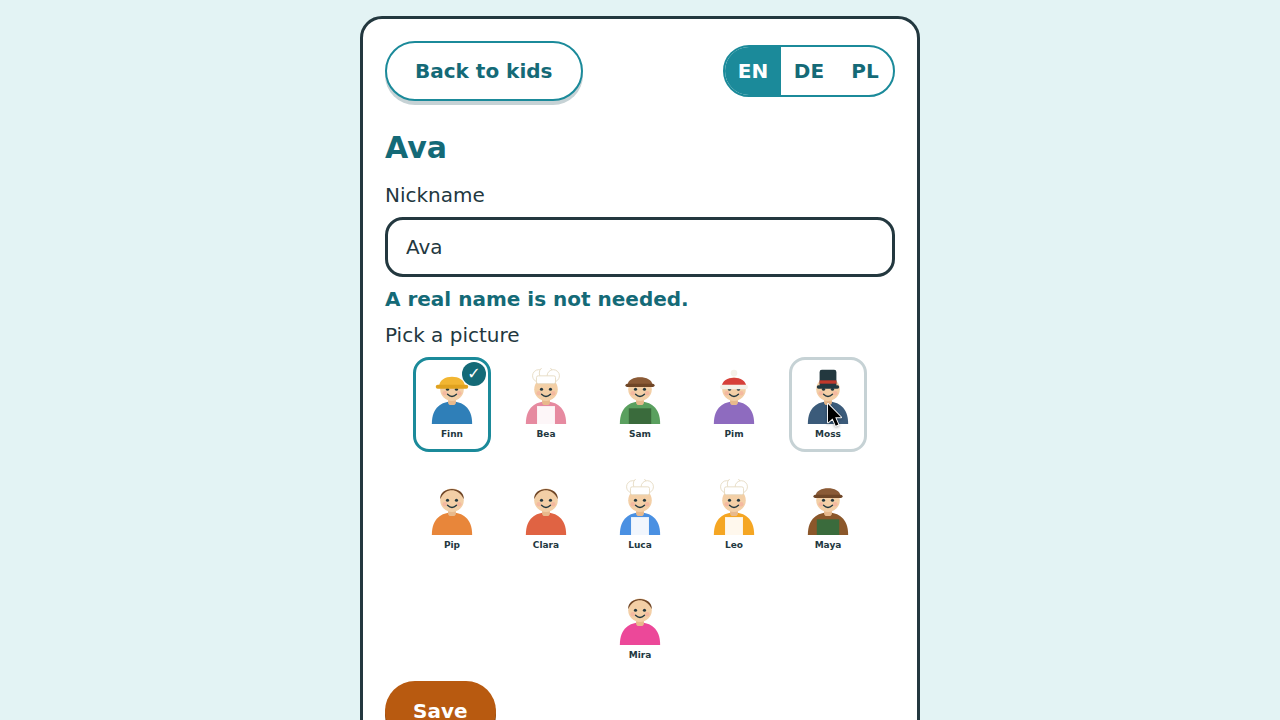 Back to kids
EN DE PL
Ava
Nickname
Ava
A real name is not needed.
Pick a picture
Finn Bea Sam Pim Moss
Pip Clara Luca Leo Maya
Mira
Save